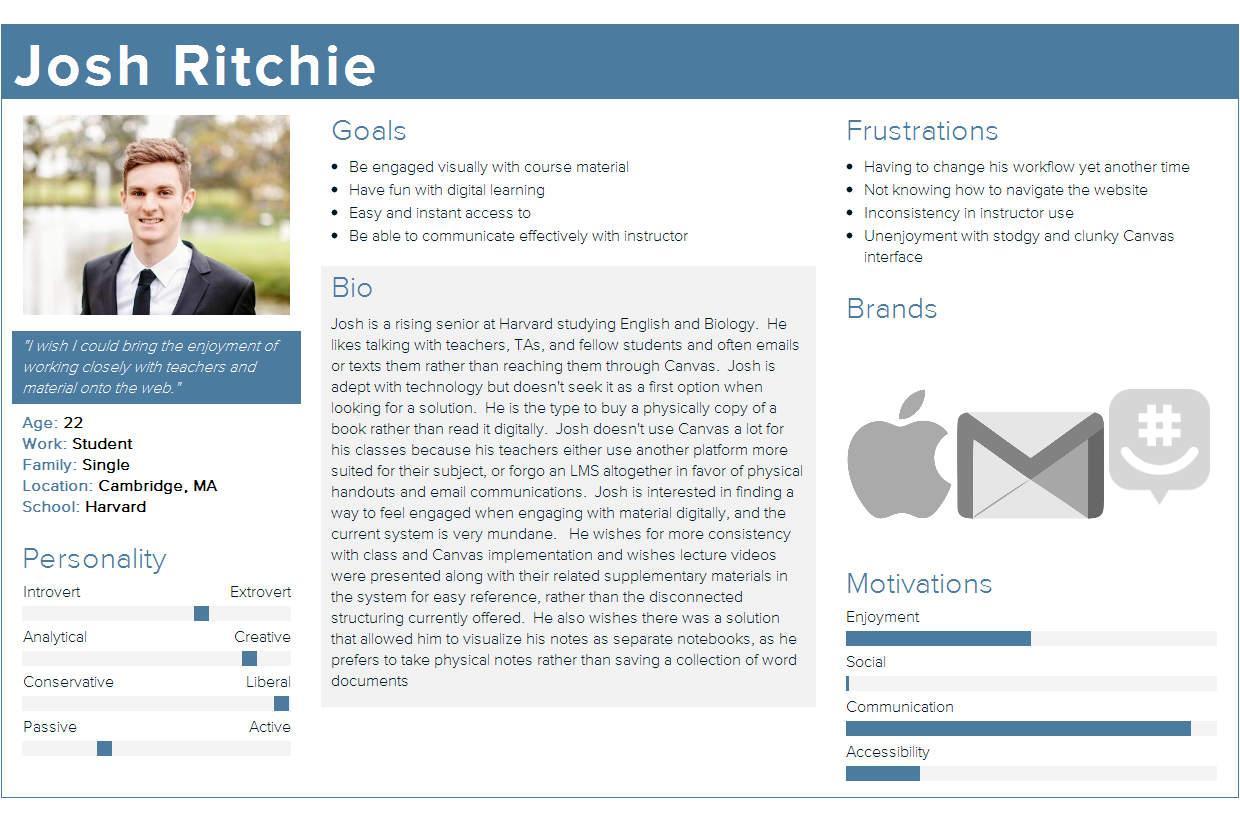 Josh Ritchie
"I wish I could bring the enjoyment of
working closely with teachers and
material onto the web."
Age: 22
Work: Student
Family: Single
Location: Cambridge, MA
School: Harvard
Personality
Introvert Extrovert
Analytical Creative
Conservative Liberal
Passive Active
Goals
• Be engaged visually with course material
• Have fun with digital learning
• Easy and instant access to
• Be able to communicate effectively with instructor
Bio
Josh is a rising senior at Harvard studying English and Biology.  He
likes talking with teachers, TAs, and fellow students and often emails
or texts them rather than reaching them through Canvas.  Josh is
adept with technology but doesn't seek it as a first option when
looking for a solution.  He is the type to buy a physically copy of a
book rather than read it digitally.  Josh doesn't use Canvas a lot for
his classes because his teachers either use another platform more
suited for their subject, or forgo an LMS altogether in favor of physical
handouts and email communications.  Josh is interested in finding a
way to feel engaged when engaging with material digitally, and the
current system is very mundane.   He wishes for more consistency
with class and Canvas implementation and wishes lecture videos
were presented along with their related supplementary materials in
the system for easy reference, rather than the disconnected
structuring currently offered.  He also wishes there was a solution
that allowed him to visualize his notes as separate notebooks, as he
prefers to take physical notes rather than saving a collection of word
documents
Frustrations
• Having to change his workflow yet another time
• Not knowing how to navigate the website
• Inconsistency in instructor use
• Unenjoyment with stodgy and clunky Canvas
interface
Brands
#
Motivations
Enjoyment
Social
Communication
Accessibility